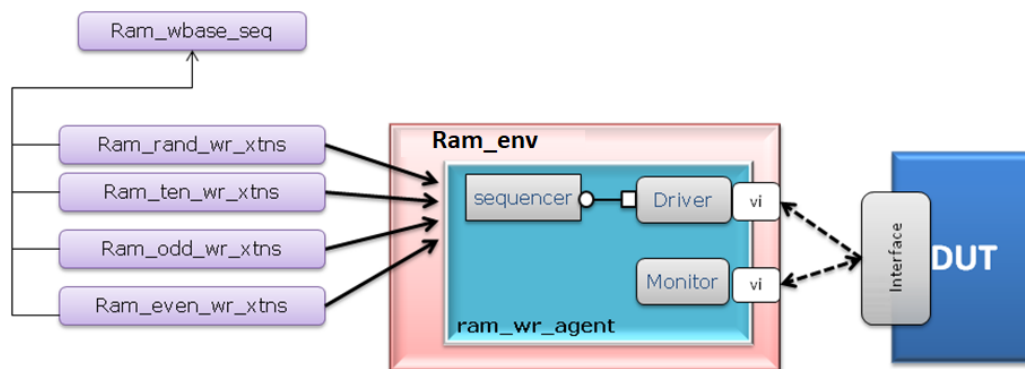 Ram_wbase_seq
Ram_rand_wr_xtns
Ram_ten_wr_xtns
Ram_odd_wr_xtns
Ram_even_wr_xtns
Ram_env
sequencer
Driver
vi
Monitor
vi
ram_wr_agent
Interface
DUT